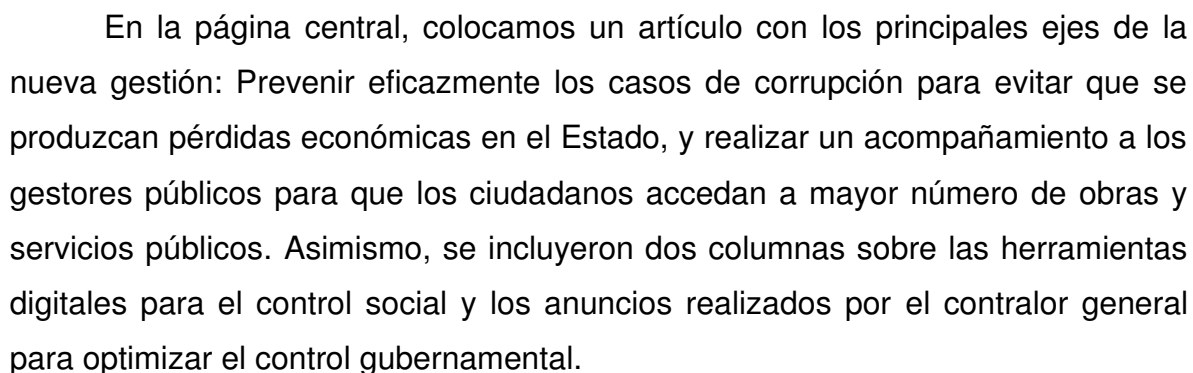 En la página central, colocamos un artículo con los principales ejes de la
nueva gestión: Prevenir eficazmente los casos de corrupción para evitar que se
produzcan pérdidas económicas en el Estado, y realizar un acompañamiento a los
gestores públicos para que los ciudadanos accedan a mayor número de obras y
servicios públicos. Asimismo, se incluyeron dos columnas sobre las herramientas
digitales para el control social y los anuncios realizados por el contralor general
para optimizar el control gubernamental.